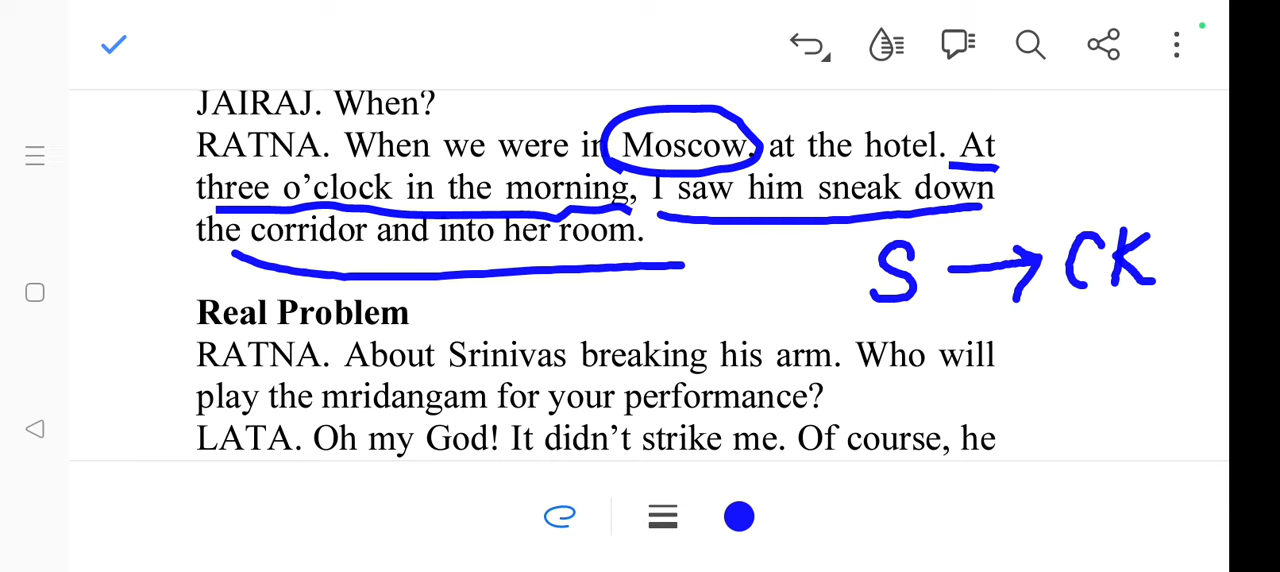 JAIRAJ. When?
RATNA. When we were in Moscow, at the hotel. At
three o’clock in the morning, I saw him sneak down
the corridor and into her room.
S → CK
Real Problem
RATNA. About Srinivas breaking his arm. Who will
play the mridangam for your performance?
LATA. Oh my God! It didn’t strike me. Of course, he